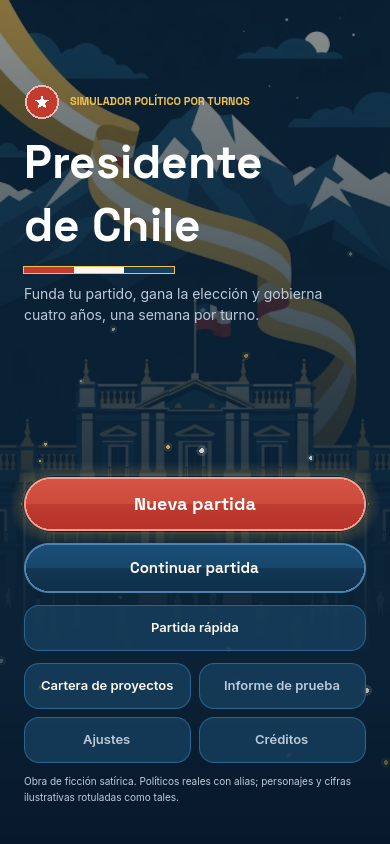 SIMULADOR POLÍTICO POR TURNOS
Presidente
de Chile
Funda tu partido, gana la elección y gobierna
cuatro años, una semana por turno.
Nueva partida
Continuar partida
Partida rápida
Cartera de proyectos
Informe de prueba
Ajustes
Créditos
Obra de ficción satírica. Políticos reales con alias; personajes y cifras
ilustrativas rotuladas como tales.